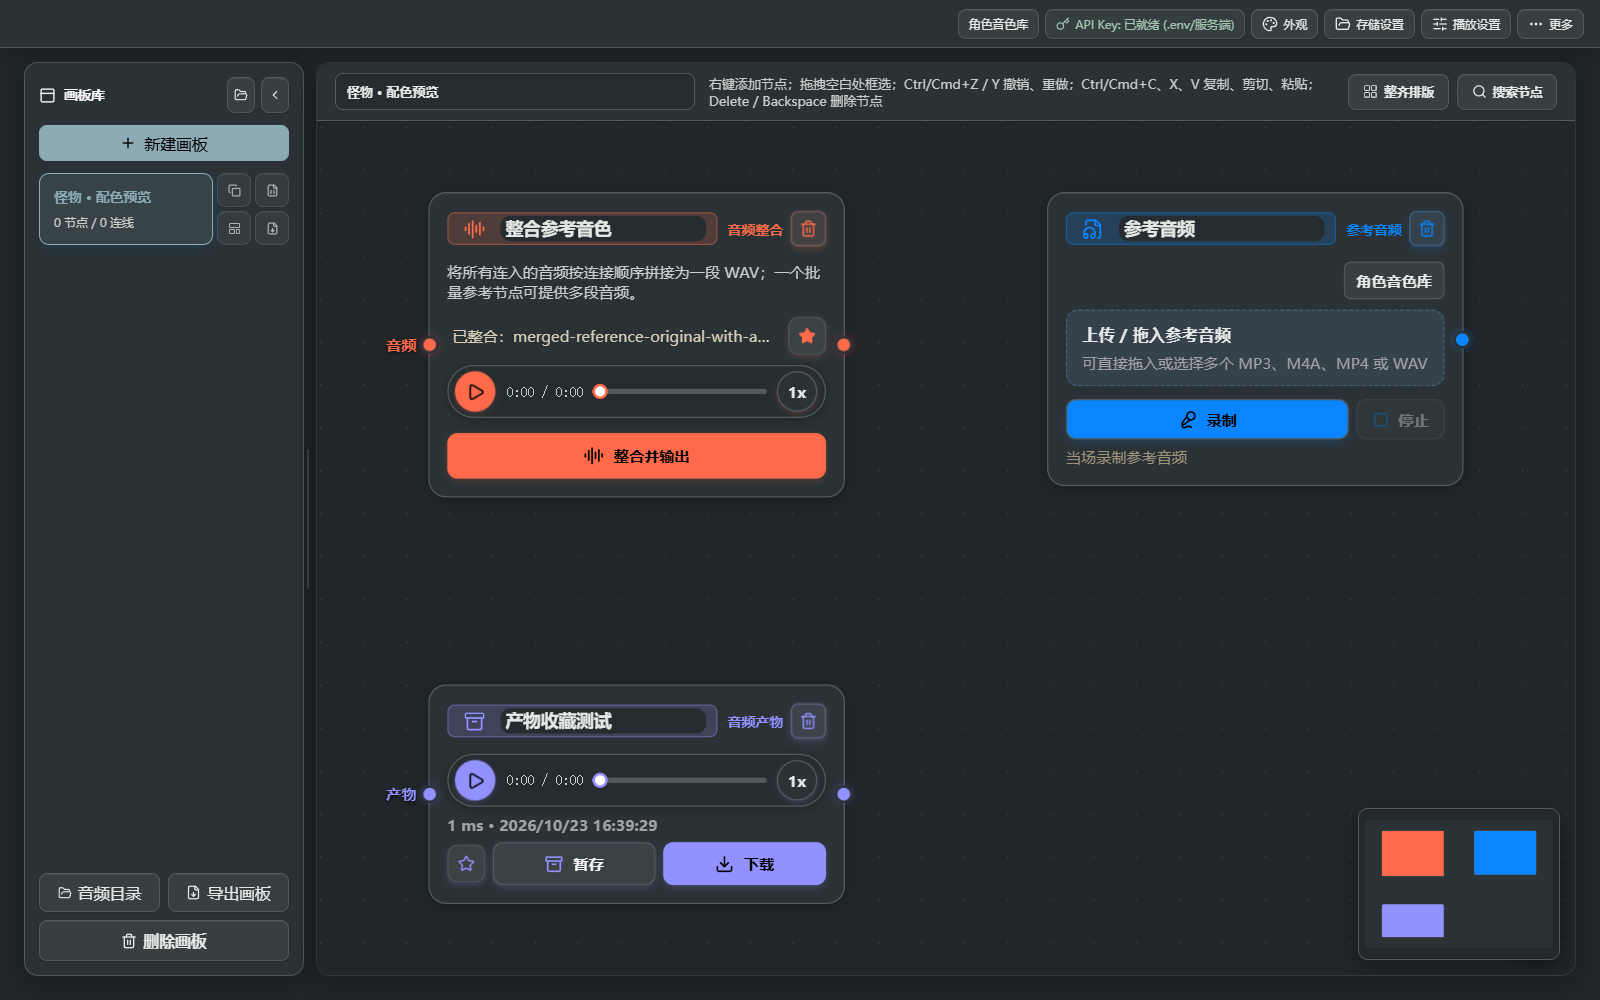 角色音色库
API Key: 已就绪 (.env/服务端)
外观
存储设置
播放设置
更多
画板库
新建画板
怪物 • 配色预览
0 节点 / 0 连线
音频目录
导出画板
删除画板
怪物 • 配色预览
右键添加节点；拖拽空白处框选；Ctrl/Cmd+Z / Y 撤销、重做；Ctrl/Cmd+C、X、V 复制、剪切、粘贴；
Delete / Backspace 删除节点
整齐排版
搜索节点
整合参考音色
音频整合
将所有连入的音频按连接顺序拼接为一段 WAV；一个批
量参考节点可提供多段音频。
音频
已整合：merged-reference-original-with-a...
0:00 / 0:00
1x
整合并输出
参考音频
参考音频
角色音色库
上传 / 拖入参考音频
可直接拖入或选择多个 MP3、M4A、MP4 或 WAV
录制
停止
当场录制参考音频
产物收藏测试
音频产物
产物
0:00 / 0:00
1x
1 ms • 2026/10/23 16:39:29
暂存
下载